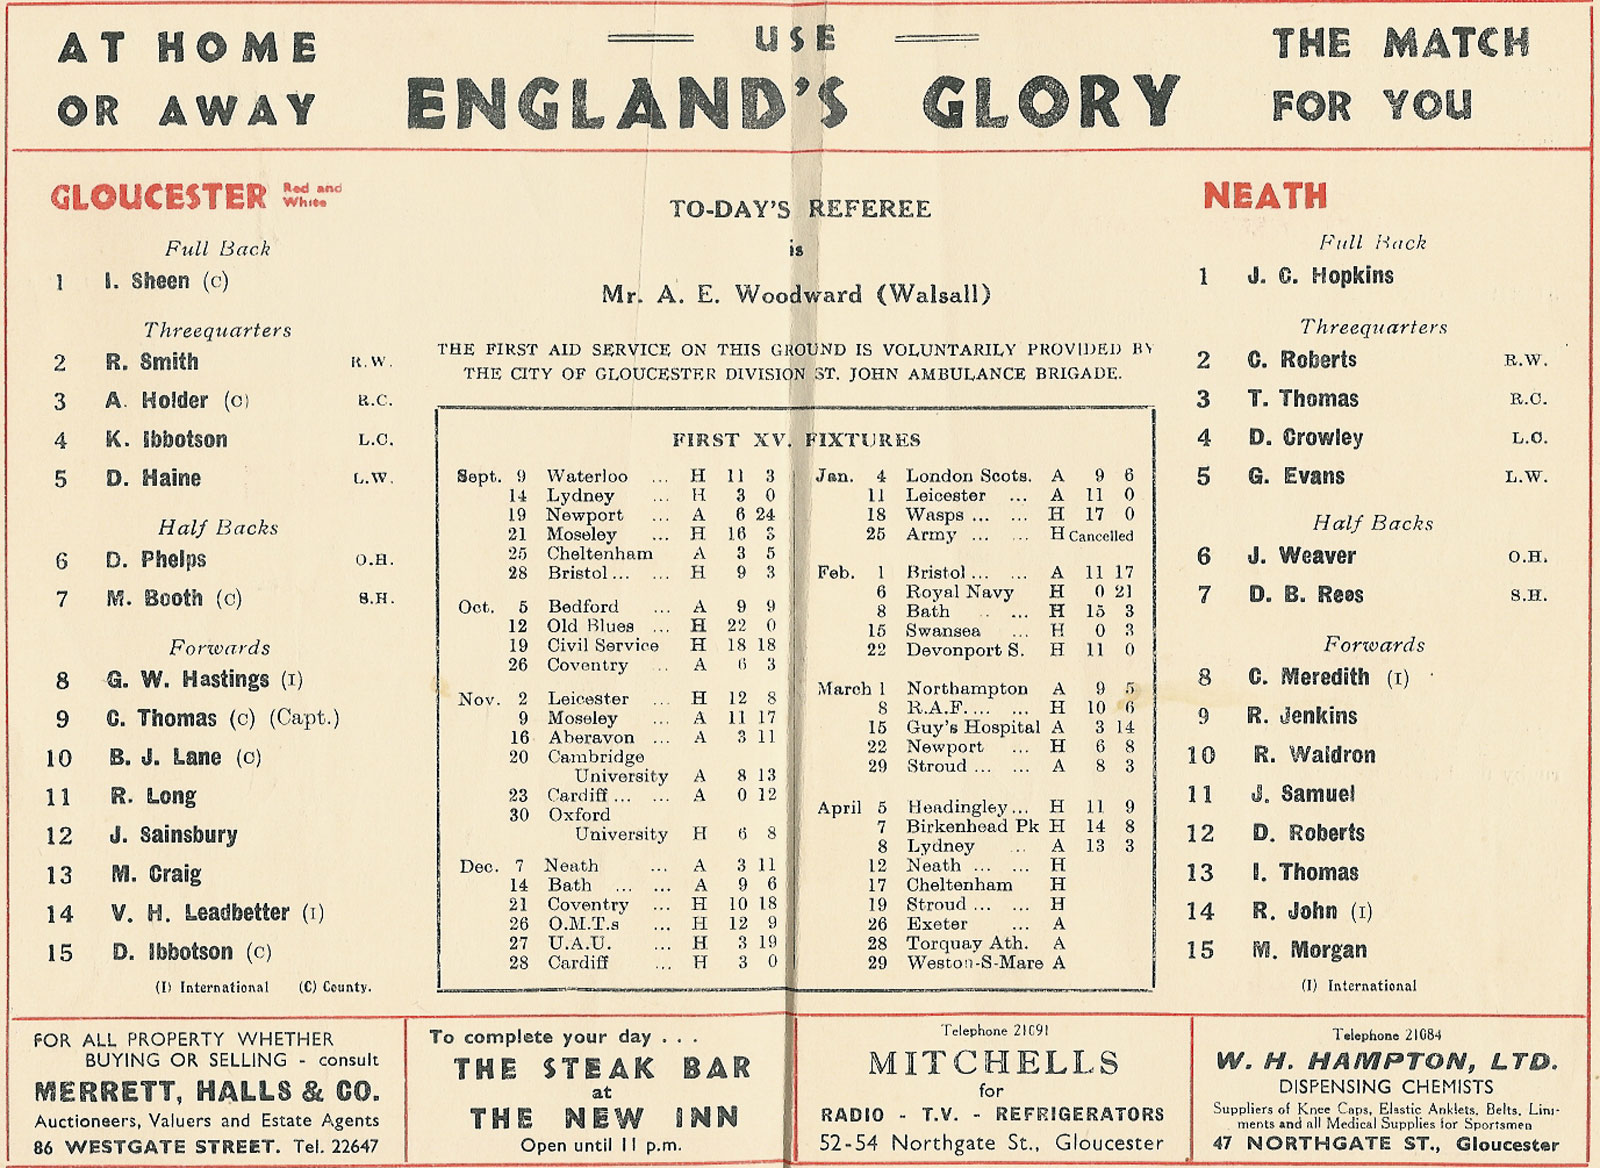 AT HOME
OR AWAY
USE
ENGLAND'S GLORY
THE MATCH
FOR YOU
GLOUCESTER Red and White
Full Back
1 I. Sheen (C)
Threequarters
2 R. Smith R.W.
3 A. Holder (C) R.C.
4 K. Ibbotson L.C.
5 D. Haine L.W.
Half Backs
6 D. Phelps O.H.
7 M. Booth (C) S.H.
Forwards
8 G. W. Hastings (I)
9 C. Thomas (C) (Capt.)
10 B. J. Lane (C)
11 R. Long
12 J. Sainsbury
13 M. Craig
14 V. H. Leadbetter (I)
15 D. Ibbotson (C)
(I) International (C) County.
TO-DAY'S REFEREE
is
Mr. A. E. Woodward (Walsall)
THE FIRST AID SERVICE ON THIS GROUND IS VOLUNTARILY PROVIDED BY
THE CITY OF GLOUCESTER DIVISION ST. JOHN AMBULANCE BRIGADE.
FIRST XV. FIXTURES
Sept. 9 Waterloo ... H 11 3
14 Lydney ... H 3 0
19 Newport ... A 6 24
21 Moseley ... H 16 3
25 Cheltenham A 3 5
28 Bristol ... ... H 9 3
Oct. 5 Bedford ... A 9 9
12 Old Blues ... H 22 0
19 Civil Service H 18 18
26 Coventry ... A 6 3
Nov. 2 Leicester ... H 12 8
9 Moseley ... A 11 17
16 Aberavon ... A 3 11
20 Cambridge
University A 8 13
23 Cardiff ... ... A 0 12
30 Oxford
University H 6 8
Dec. 7 Neath ... A 3 11
14 Bath ... ... A 9 6
21 Coventry ... H 10 18
26 O.M.T.s ... H 12 9
27 U.A.U. ... H 3 19
28 Cardiff ... H 3 0
Jan. 4 London Scots. A 9 6
11 Leicester ... A 11 0
18 Wasps ... ... H 17 0
25 Army ... ... H Cancelled
Feb. 1 Bristol ... ... A 11 17
6 Royal Navy H 0 21
8 Bath ... ... H 15 3
15 Swansea ... H 0 3
22 Devonport S. H 11 0
March 1 Northampton A 9 5
8 R.A.F. ... ... H 10 6
15 Guy's Hospital A 3 14
22 Newport ... H 6 8
29 Stroud ... ... A 8 3
April 5 Headingley ... H 11 9
7 Birkenhead Pk H 14 8
8 Lydney ... A 13 3
12 Neath ... ... H
17 Cheltenham H
19 Stroud ... ... H
26 Exeter ... A
28 Torquay Ath. A
29 Weston-S-Mare A
NEATH
Full Back
1 J. C. Hopkins
Threequarters
2 C. Roberts R.W.
3 T. Thomas R.C.
4 D. Crowley L.C.
5 G. Evans L.W.
Half Backs
6 J. Weaver O.H.
7 D. B. Rees S.H.
Forwards
8 C. Meredith (I)
9 R. Jenkins
10 R. Waldron
11 J. Samuel
12 D. Roberts
13 I. Thomas
14 R. John (I)
15 M. Morgan
(I) International
FOR ALL PROPERTY WHETHER
BUYING OR SELLING - consult
MERRETT, HALLS & CO.
Auctioneers, Valuers and Estate Agents
86 WESTGATE STREET. Tel. 22647
To complete your day . . .
THE STEAK BAR
at
THE NEW INN
Open until 11 p.m.
Telephone 21091
MITCHELLS
for
RADIO - T.V. - REFRIGERATORS
52-54 Northgate St., Gloucester
Telephone 21084
W. H. HAMPTON, LTD.
DISPENSING CHEMISTS
Suppliers of Knee Caps, Elastic Anklets, Belts, Lini-
ments and all Medical Supplies for Sportsmen
47 NORTHGATE ST., Gloucester